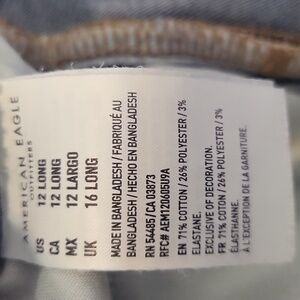 AMERICAN EAGLE
OUTFITTERS
US 12 LONG
CA 12 LONG
MX 12 LARGO
UK 16 LONG
MADE IN BANGLADESH / FABRIQUÉ AU
BANGLADESH / HECHO EN BANGLADESH
RN 54485/CA 03873
RFC# AEM120605U9A
EN 71% COTTON / 26% POLYESTER / 3%
ELASTANE.
EXCLUSIVE OF DECORATION.
FR 71% COTON / 26% POLYESTER / 3%
ÉLASTHANNE.
À L'EXCEPTION DE LA GARNITURE.